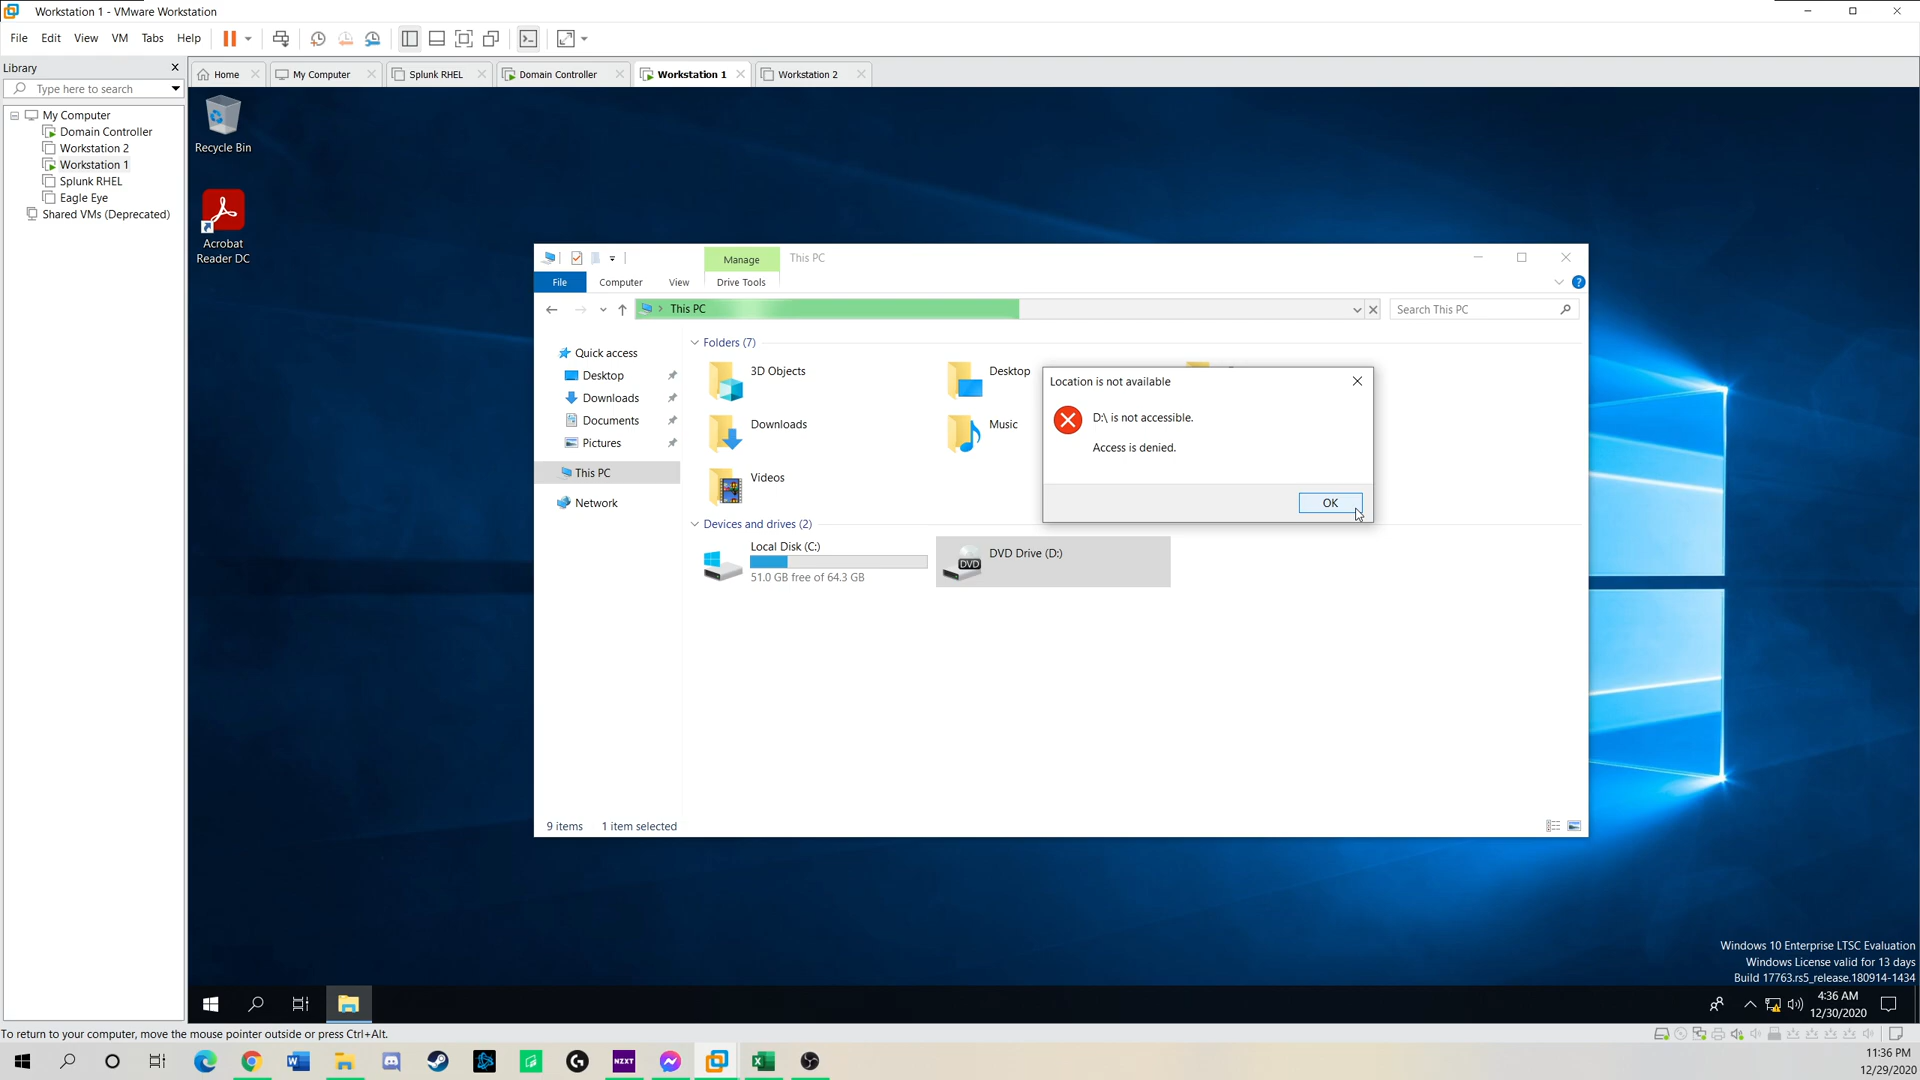 Workstation 1 - VMware Workstation
File Edit View VM Tabs Help
Library
Type here to search
My Computer
Domain Controller
Workstation 2
Workstation 1
Splunk RHEL
Eagle Eye
Shared VMs (Deprecated)
Home My Computer Splunk RHEL Domain Controller Workstation 1 Workstation 2
Recycle Bin
Acrobat
Reader DC
Manage This PC
File Computer View Drive Tools
This PC
Search This PC
Quick access
Desktop
Downloads
Documents
Pictures
This PC
Network
Folders (7)
3D Objects
Desktop
Downloads
Music
Videos
Devices and drives (2)
Local Disk (C:)
51.0 GB free of 64.3 GB
DVD
DVD Drive (D:)
Location is not available
D:\ is not accessible.
Access is denied.
OK
9 items 1 item selected
Windows 10 Enterprise LTSC Evaluation
Windows License valid for 13 days
Build 17763.rs5_release.180914-1434
4:36 AM
12/30/2020
To return to your computer, move the mouse pointer outside or press Ctrl+Alt.
NZXT
11:36 PM
12/29/2020